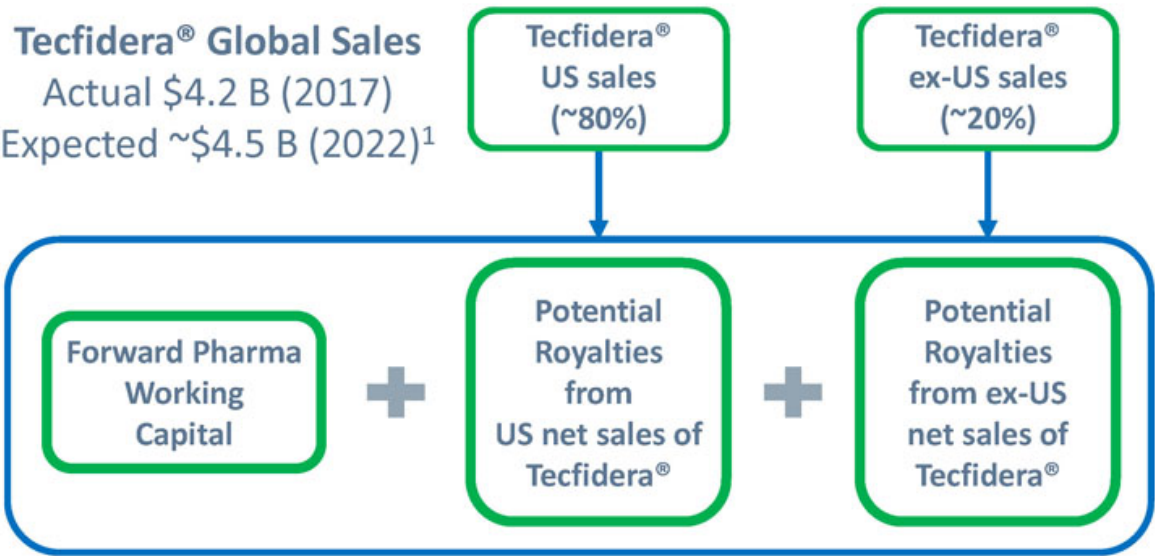 Tecfidera® Global Sales
Actual $4.2 B (2017)
Expected ~$4.5 B (2022)¹
Tecfidera®
US sales
(~80%)
Tecfidera®
ex-US sales
(~20%)
Forward Pharma
Working
Capital
Potential
Royalties
from
US net sales of
Tecfidera®
Potential
Royalties
from ex-US
net sales of
Tecfidera®